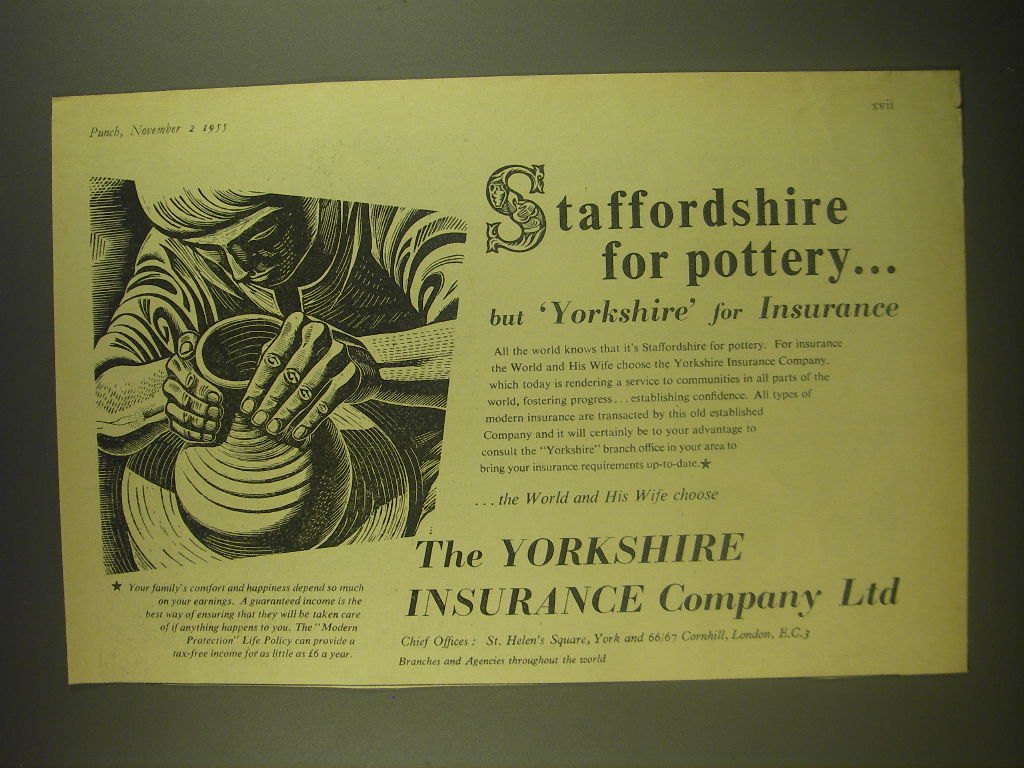 Punch, November 2 1955
xvii
Staffordshire
for pottery...
but ‘Yorkshire’ for Insurance
All the world knows that it's Staffordshire for pottery. For insurance
the World and His Wife choose the Yorkshire Insurance Company,
which today is rendering a service to communities in all parts of the
world, fostering progress... establishing confidence. All types of
modern insurance are transacted by this old established
Company and it will certainly be to your advantage to
consult the "Yorkshire" branch office in your area to
bring your insurance requirements up-to-date.★
...the World and His Wife choose
The YORKSHIRE
INSURANCE Company Ltd
Chief Offices: St. Helen's Square, York and 66/67 Cornhill, London, E.C.3
Branches and Agencies throughout the world
★ Your family's comfort and happiness depend so much
on your earnings. A guaranteed income is the
best way of ensuring that they will be taken care
of if anything happens to you. The "Modern
Protection" Life Policy can provide a
tax-free income for as little as £6 a year.